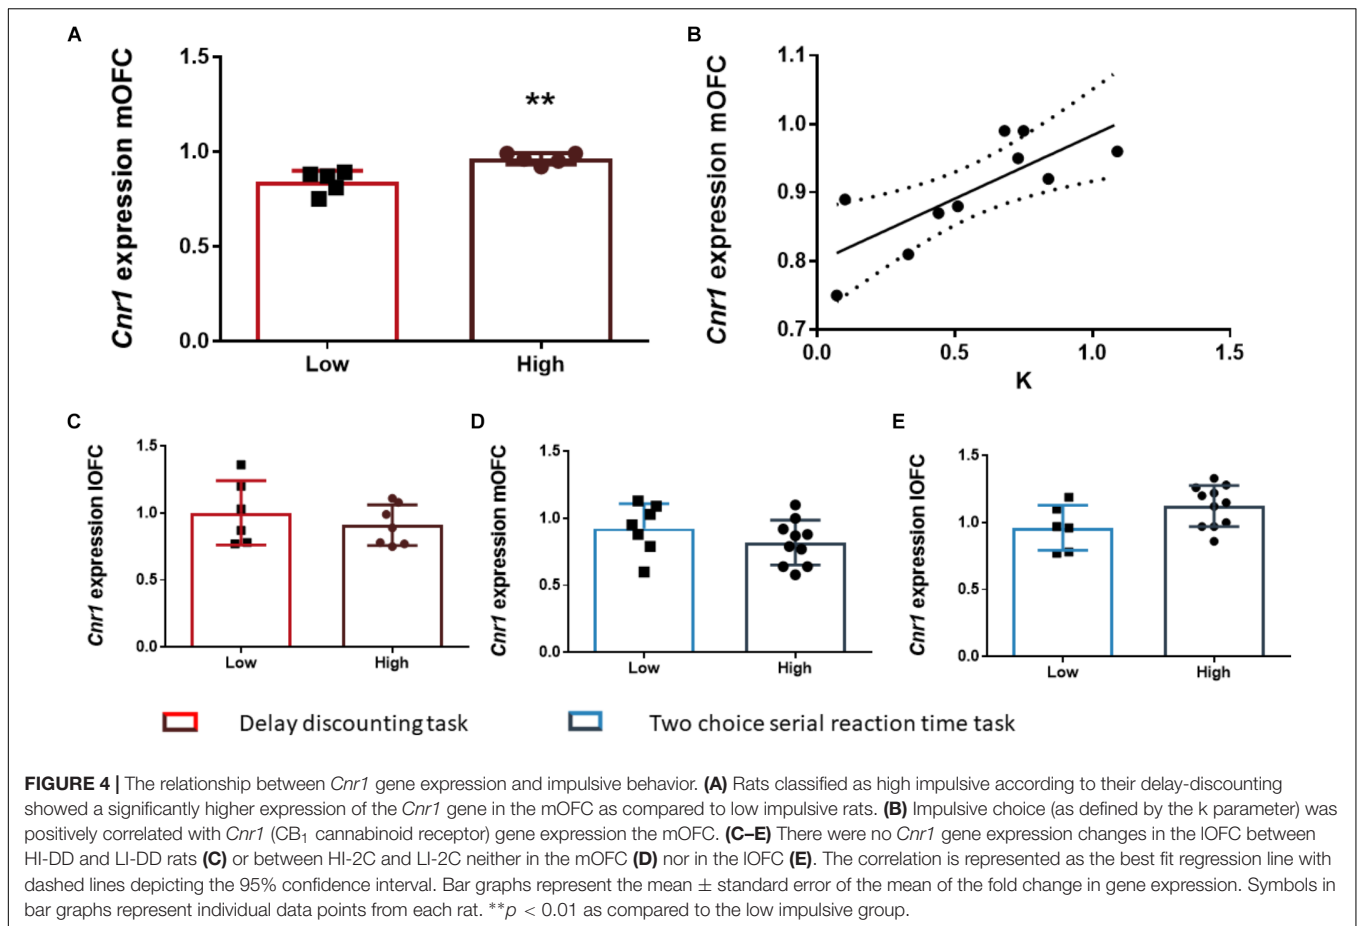 A
Cnr1 expression mOFC
1.5
1.0
0.5
0.0
**
Low
High
B
Cnr1 expression mOFC
1.1
1.0
0.9
0.8
0.7
0.0
0.5
1.0
1.5
K
C
Cnr1 expression lOFC
1.5
1.0
0.5
0.0
Low
High
D
Cnr1 expression mOFC
1.5
1.0
0.5
0.0
Low
High
E
Cnr1 expression lOFC
1.5
1.0
0.5
0.0
Low
High
Delay discounting task
Two choice serial reaction time task
FIGURE 4 | The relationship between Cnr1 gene expression and impulsive behavior. (A) Rats classified as high impulsive according to their delay-discounting
showed a significantly higher expression of the Cnr1 gene in the mOFC as compared to low impulsive rats. (B) Impulsive choice (as defined by the k parameter) was
positively correlated with Cnr1 (CB₁ cannabinoid receptor) gene expression the mOFC. (C–E) There were no Cnr1 gene expression changes in the lOFC between
HI-DD and LI-DD rats (C) or between HI-2C and LI-2C neither in the mOFC (D) nor in the lOFC (E). The correlation is represented as the best fit regression line with
dashed lines depicting the 95% confidence interval. Bar graphs represent the mean ± standard error of the mean of the fold change in gene expression. Symbols in
bar graphs represent individual data points from each rat. **p < 0.01 as compared to the low impulsive group.